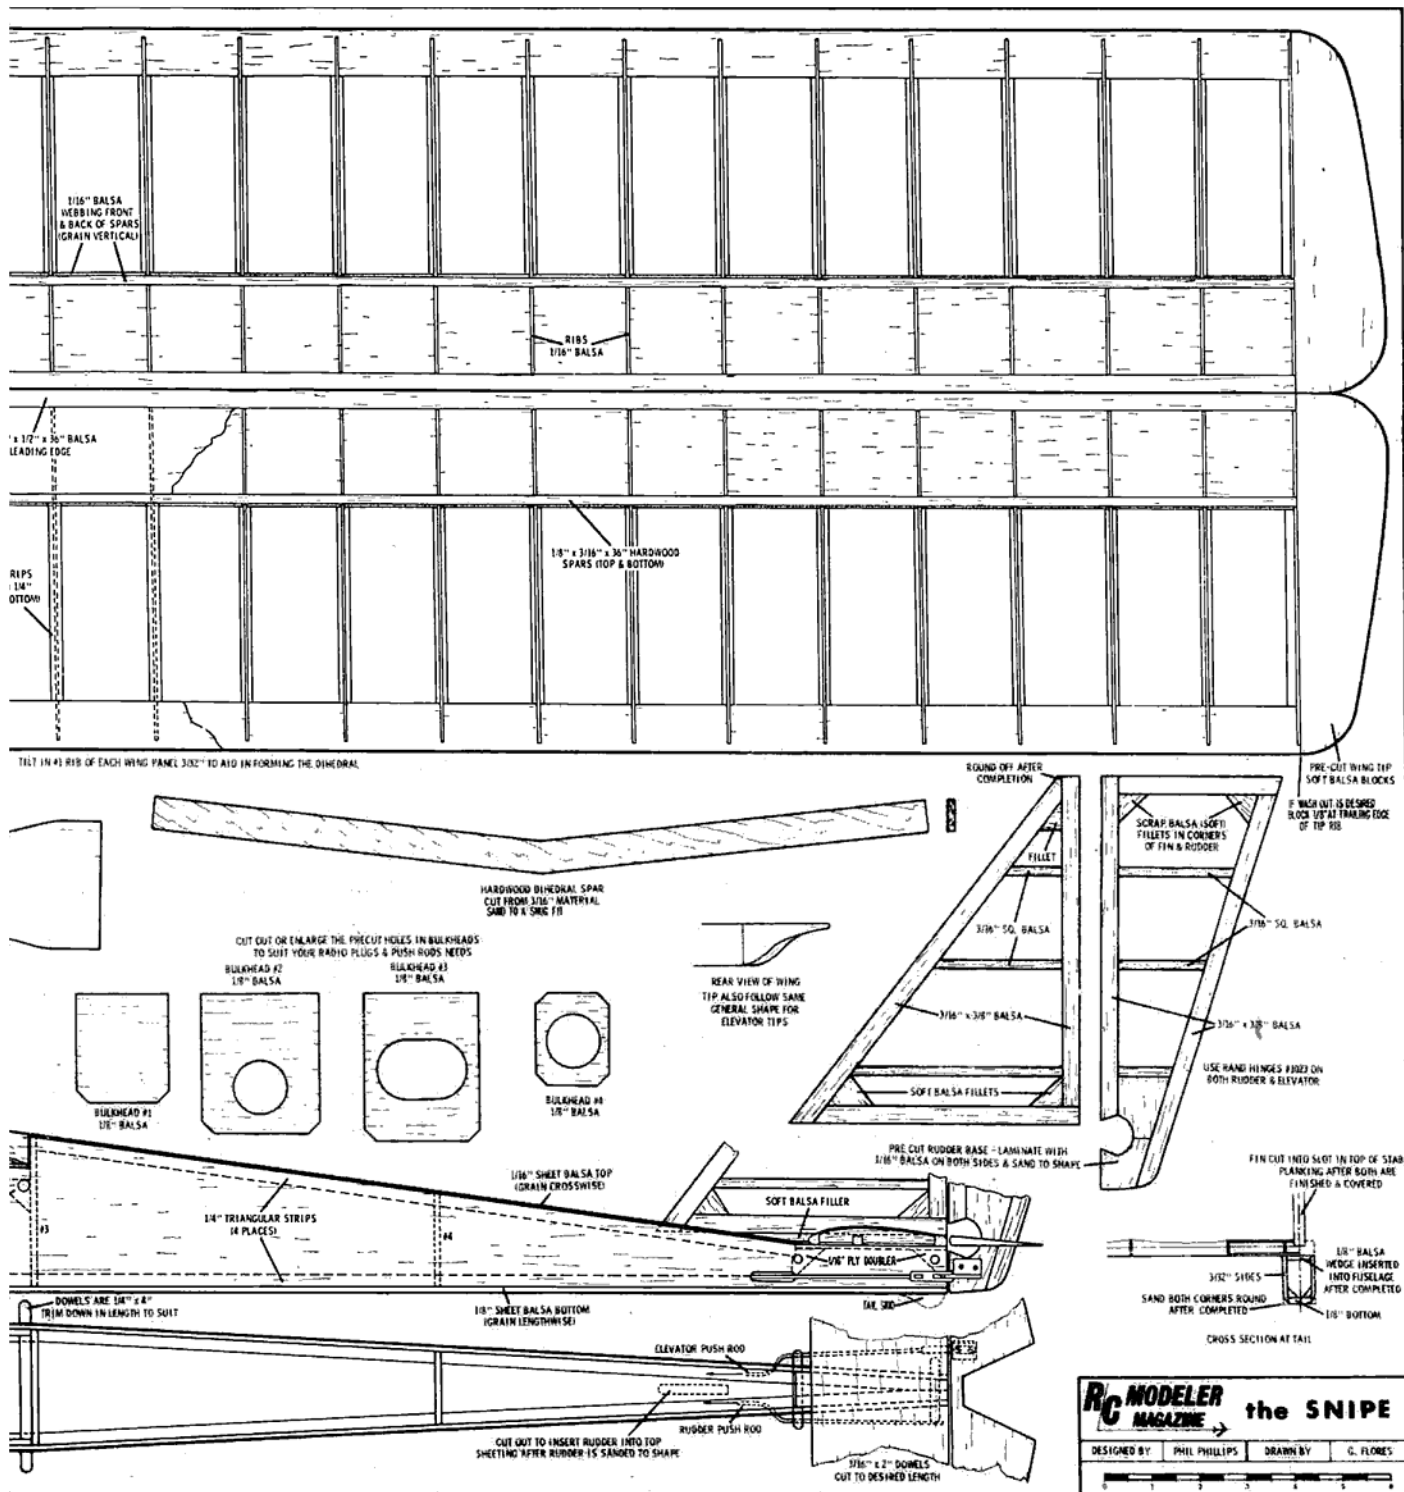 1/16" BALSA
WEBBING FRONT
& BACK OF SPARS
(GRAIN VERTICAL)
RIBS
1/16" BALSA
x 1/2" x 36" BALSA
LEADING EDGE
1/8" x 3/16" x 36" HARDWOOD
SPARS (TOP & BOTTOM)
RIPS
1/4"
OTTOM)
TILT IN #1 RIB OF EACH WING PANEL 3/32" TO AID IN FORMING THE DIHEDRAL
ROUND OFF AFTER
COMPLETION
PRE-CUT WING TIP
SOFT BALSA BLOCKS
IF WASH OUT IS DESIRED
BLOCK 1/8" AT TRAILING EDGE
OF TIP RIB
SCRAP BALSA (SOFT)
FILLETS IN CORNERS
OF FIN & RUDDER
FILLET
HARDWOOD DIHEDRAL SPAR
CUT FROM 3/16" MATERIAL
SAND TO A SNUG FIT
3/16" SQ. BALSA
3/16" SQ. BALSA
CUT OUT OR ENLARGE THE PRECUT HOLES IN BULKHEADS
TO SUIT YOUR RADIO PLUGS & PUSH RODS NEEDS
BULKHEAD #2
1/8" BALSA
BULKHEAD #3
1/8" BALSA
REAR VIEW OF WING
TIP ALSO FOLLOW SAME
GENERAL SHAPE FOR
ELEVATOR TIPS
3/16" x 3/8" BALSA
3/16" x 3/8" BALSA
USE RAND HINGES #1023 ON
BOTH RUDDER & ELEVATOR
SOFT BALSA FILLETS
BULKHEAD #1
1/8" BALSA
BULKHEAD #4
1/8" BALSA
PRE CUT RUDDER BASE - LAMINATE WITH
1/16" BALSA ON BOTH SIDES & SAND TO SHAPE
FIN CUT INTO SLOT IN TOP OF STAB
PLANKING AFTER BOTH ARE
FINISHED & COVERED
1/16" SHEET BALSA TOP
(GRAIN CROSSWISE)
SOFT BALSA FILLER
1/4" TRIANGULAR STRIPS
(4 PLACES)
#3
#4
1/16" PLY DOUBLER
1/8" BALSA
WEDGE INSERTED
INTO FUSELAGE
AFTER COMPLETED
3/32" SIDES
SAND BOTH CORNERS ROUND
AFTER COMPLETED
1/8" BOTTOM
CROSS SECTION AT TAIL
DOWELS ARE 1/4" x 4"
TRIM DOWN IN LENGTH TO SUIT
1/8" SHEET BALSA BOTTOM
(GRAIN LENGTHWISE)
TAIL SKID
ELEVATOR PUSH ROD
RUDDER PUSH ROD
CUT OUT TO INSERT RUDDER INTO TOP
SHEETING AFTER RUDDER IS SANDED TO SHAPE
3/16" x 2" DOWELS
CUT TO DESIRED LENGTH
RC MODELER
MAGAZINE
the SNIPE
DESIGNED BY PHIL PHILLIPS DRAWN BY G. FLORES
0 1 2 3 4 5 6